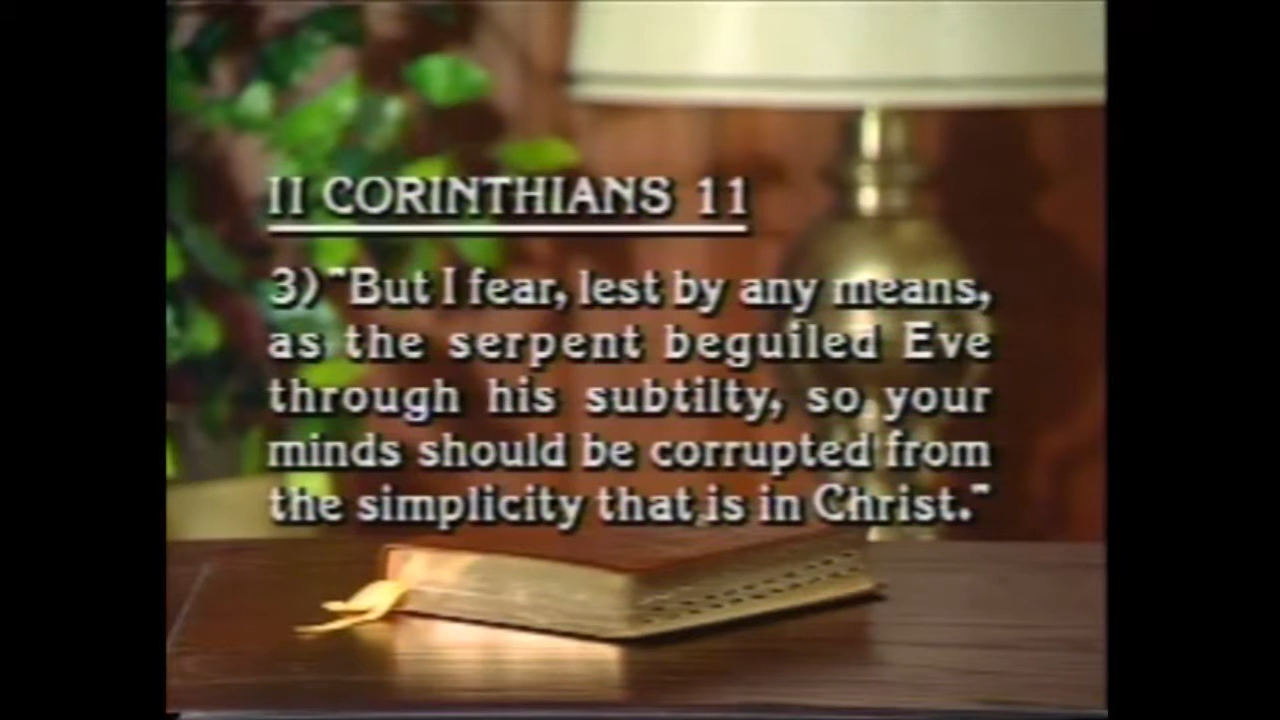 II CORINTHIANS 11
3) "But I fear, lest by any means,
as the serpent beguiled Eve
through his subtilty, so your
minds should be corrupted from
the simplicity that is in Christ."